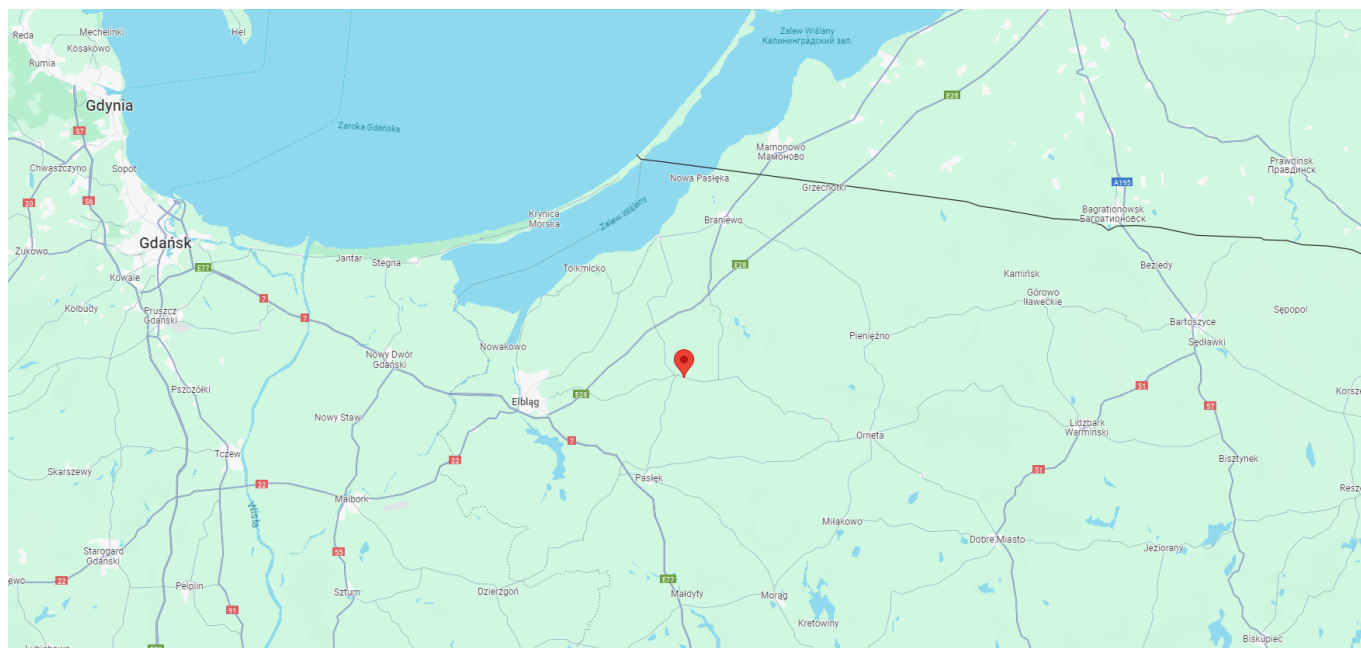 Reda
Mechelinki
Hel
Kosakowo
Rumia
Gdynia
S7
Zatoka Gdańska
Chwaszczyno
Sopot
20
S6
Żukowo
Gdańsk
E77
Kowale
Kolbudy
Pruszcz
Gdański
7
7
Jantar
Stegna
Krynica
Morska
Zalew Wiślany
Zalew Wiślany
Калининградский зал.
E28
Mamonowo
Мамоново
Nowa Pasłęka
Grzechotki
Braniewo
A195
Prawdinsk
Правдинск
Bagrationowsk
Багратионовск
Bezledy
Tolkmicko
E28
Kamińsk
Górowo
Iławeckie
Bartoszyce
Sępopol
Sędławki
Pieniężno
Nowakowo
Nowy Dwór
Gdański
Pszczółki
Elbląg
E28
51
57
Korsze
Nowy Staw
7
Orneta
Lidzbark
Warmiński
Tczew
Skarszewy
22
22
Pasłęk
51
Bisztynek
Resze
Malbork
Wisła
Miłakowo
Dobre Miasto
Jeziorany
Starogard
Gdański
55
ewo
22
Pelplin
Sztum
Dzierzgoń
E77
Małdyty
Morąg
Kretowiny
91
Biskupiec